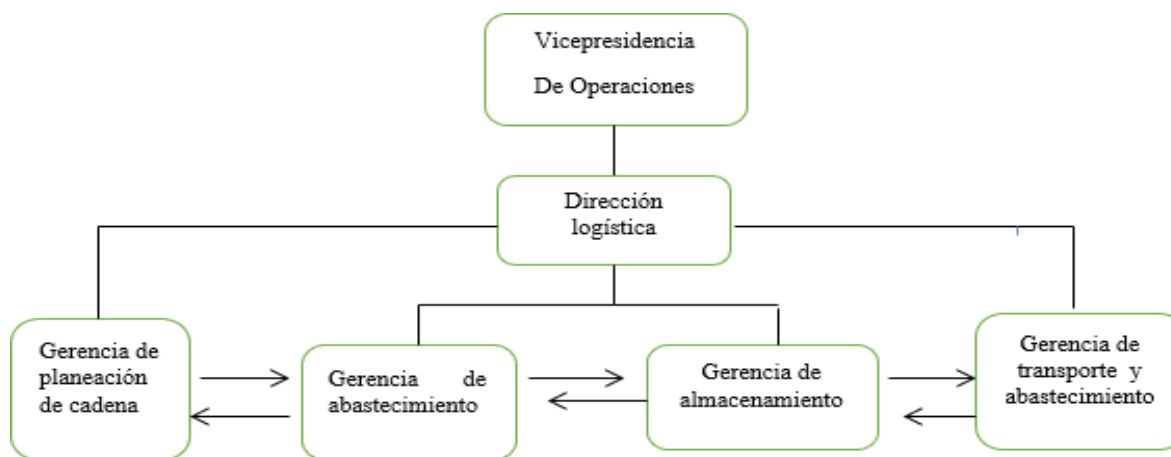 Vicepresidencia
De Operaciones
Dirección
logística
Gerencia de
planeación
de cadena
Gerencia de
abastecimiento
Gerencia de
almacenamiento
Gerencia de
transporte y
abastecimiento